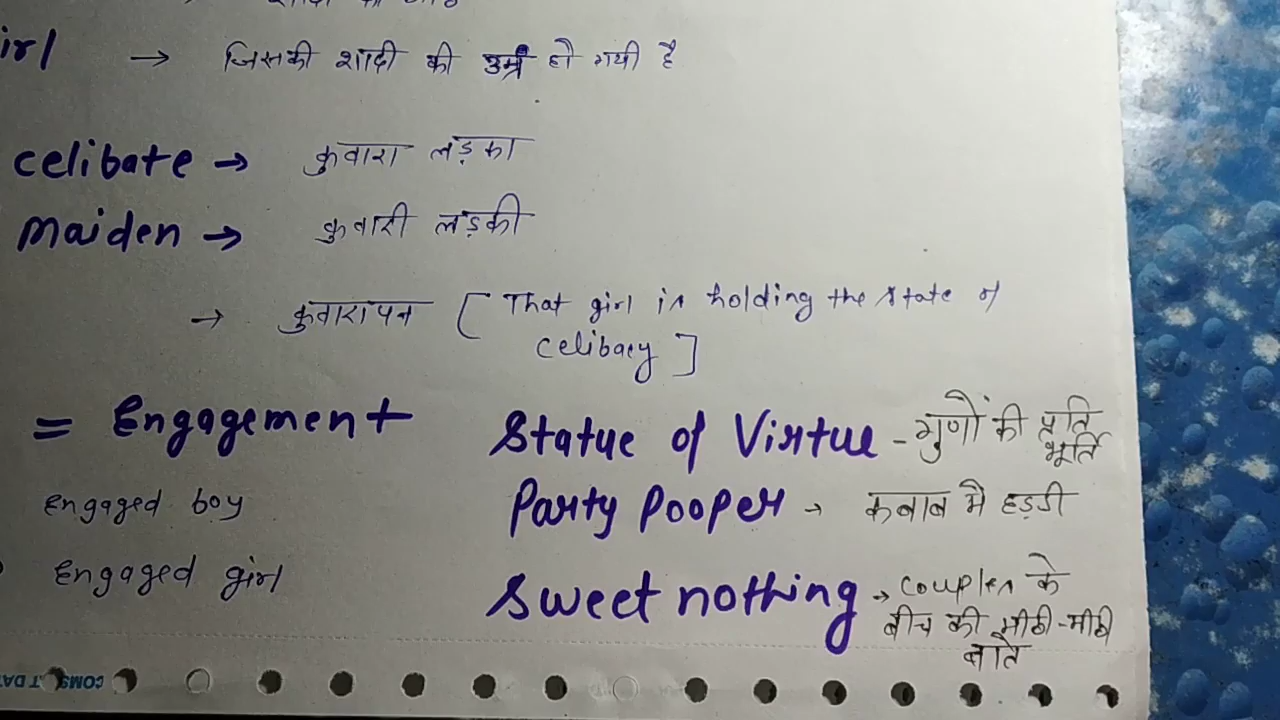 शादी
irl → जिसकी शादी की उम्र हो गयी है
celibate → कुवारा लड़का
Maiden → कुवारी लड़की
→ कुवारापन [That girl is holding the state of
celibacy]
= Engagement
Statue of Virtue - गुणों की प्रति
मूर्ति
Engaged boy
Party Pooper → कबाब मै हड्डी
Engaged girl
Sweet nothing → couples के
बीच की मीठी-मीठी
बाते